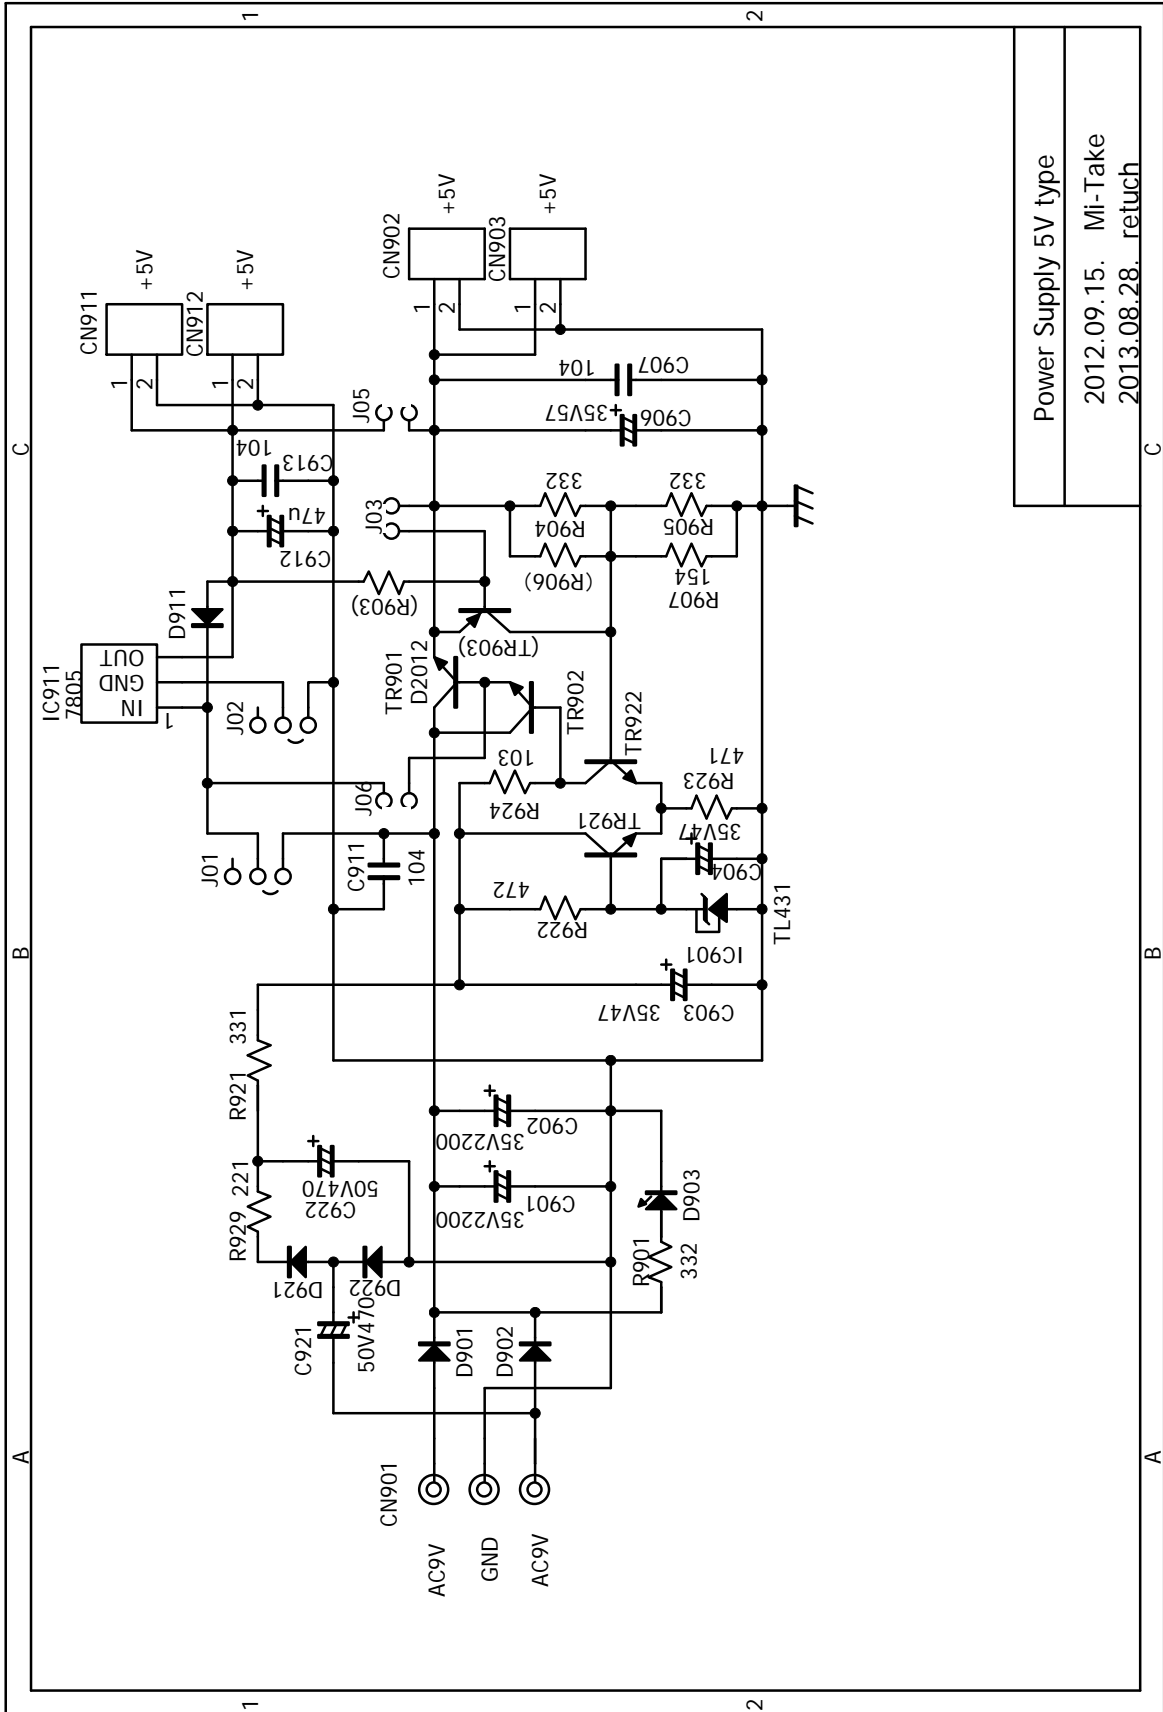 1
2
A
B
C
A
B
C
1
2
CN901
AC9V
GND
AC9V
C921
50V470
D921
D922
R929 221
C922
50V470
R921 331
D901
D902
R901
332
D903
C901
35V2200
C902
35V2200
C903
35V47
IC901
TL431
C904
35V47
R922
472
TR921
R923
471
R924
103
TR922
TR902
TR901
D2012
(TR903)
(R903)
C911
104
J01
J02
J06
J03
J05
IC911
7805
IN
GND
OUT
1
D911
C912
47u
C913
104
R904
332
(R906)
R905
332
R907
154
C906
35V57
C907
104
CN911
1
2
+5V
CN912
1
2
+5V
CN902
1
2
+5V
CN903
1
2
+5V
Power Supply 5V type
2012.09.15. Mi-Take
2013.08.28. retuch